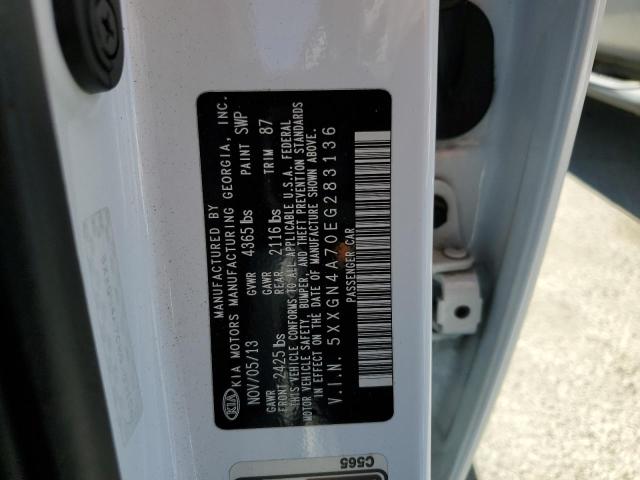 MANUFACTURED BY
KIA KIA MOTORS MANUFACTURING GEORGIA, INC.
NOV/05/13 GVWR 4365 lbs PAINT SWP
GAWR FRONT 2425 lbs GAWR REAR 2116 lbs TRIM 87
THIS VEHICLE CONFORMS TO ALL APPLICABLE U.S.A. FEDERAL
MOTOR VEHICLE SAFETY, BUMPER, AND THEFT PREVENTION STANDARDS
IN EFFECT ON THE DATE OF MANUFACTURE SHOWN ABOVE.
V.I.N. 5XXGN4A70EG283136
PASSENGER CAR
C565